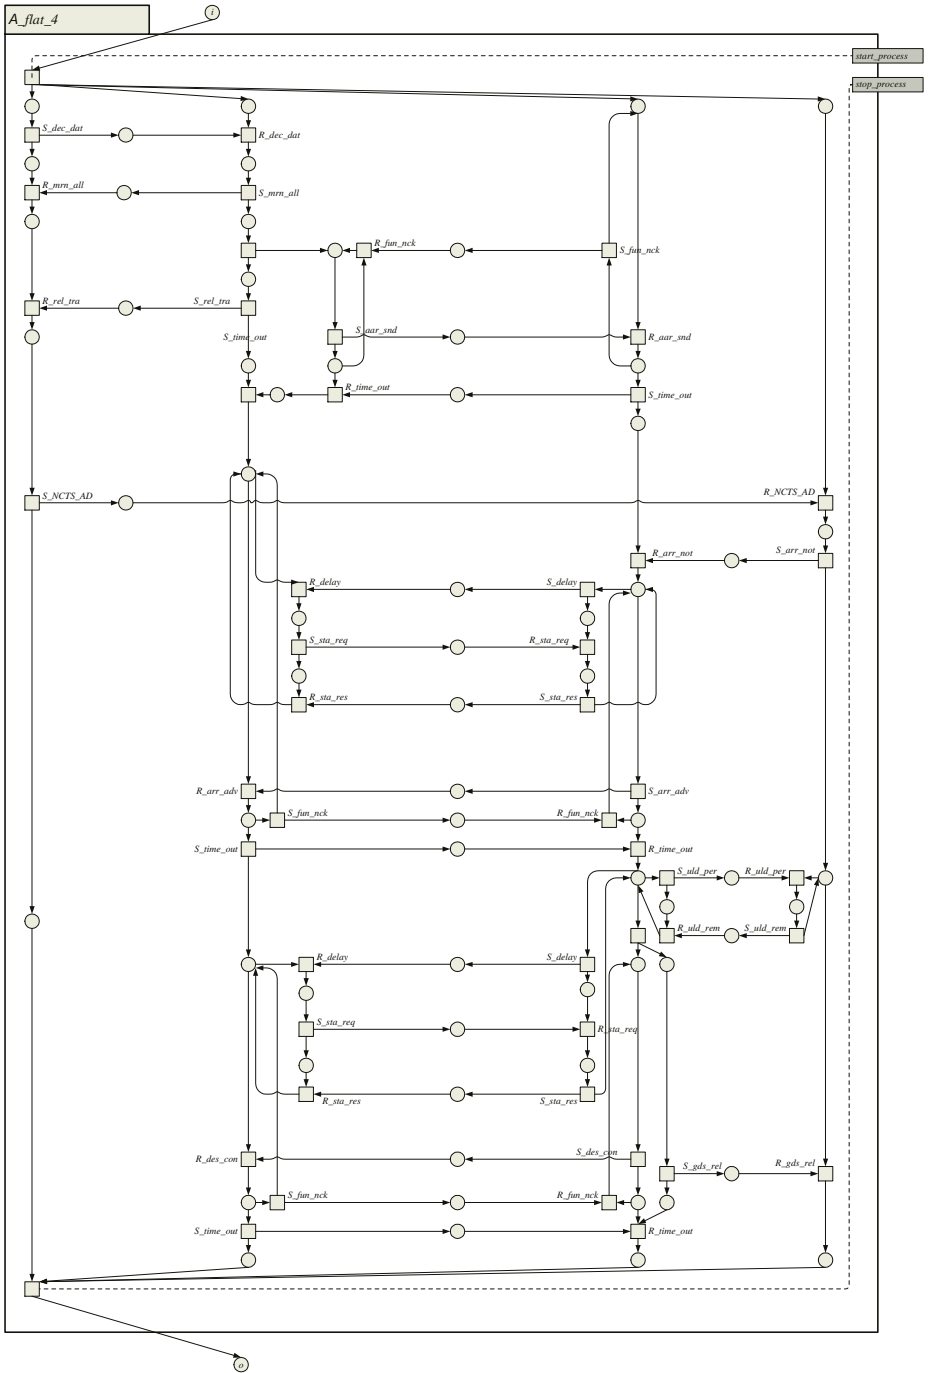 A_flat_4
i
start_process
stop_process
S_dec_dat
R_dec_dat
R_mrn_all
S_mrn_all
R_fun_nck
S_fun_nck
R_rel_tra
S_rel_tra
S_time_out
S_aar_snd
R_aar_snd
R_time_out
S_time_out
S_NCTS_AD
R_NCTS_AD
R_arr_not
S_arr_not
R_delay
S_delay
S_sta_req
R_sta_req
R_sta_res
S_sta_res
R_arr_adv
S_arr_adv
S_fun_nck
R_fun_nck
S_time_out
R_time_out
S_uld_per
R_uld_per
R_uld_rem
S_uld_rem
R_delay
S_delay
S_sta_req
R_sta_req
R_sta_res
S_sta_res
R_des_con
S_des_con
S_gds_rel
R_gds_rel
S_fun_nck
R_fun_nck
S_time_out
R_time_out
o